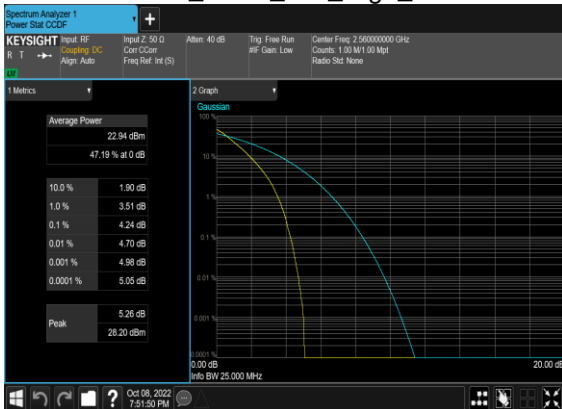 Spectrum Analyzer 1
Power Stat CCDF
+
KEYSIGHT
R T
LXI
Input: RF
Coupling: DC
Align: Auto
Input Z: 50 Ω
Corr CCorr
Freq Ref: Int (S)
Atten: 40 dB
Trig: Free Run
#IF Gain: Low
Center Freq: 2.560000000 GHz
Counts: 1.00 M/1.00 Mpt
Radio Std: None
1 Metrics
Average Power
22.94 dBm
47.19 % at 0 dB
10.0 % 1.90 dB
1.0 % 3.51 dB
0.1 % 4.24 dB
0.01 % 4.70 dB
0.001 % 4.98 dB
0.0001 % 5.05 dB
Peak
5.26 dB
28.20 dBm
2 Graph
Gaussian
100 %
10 %
1 %
0.1 %
0.01 %
0.001 %
0.0001 %
0.00 dB 20.00 dB
Info BW 25.000 MHz
?
Oct 08, 2022
7:51:50 PM